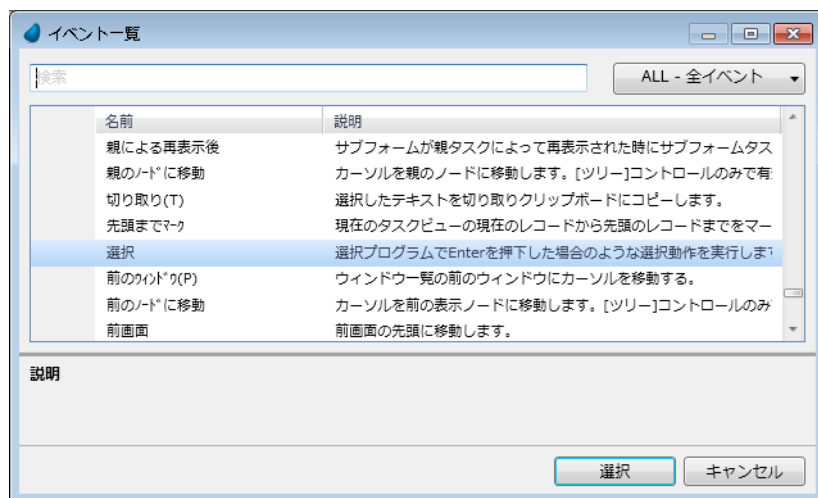 イベント一覧
検索
ALL - 全イベント
名前 説明
親による再表示後 サブフォームが親タスクによって再表示された時にサブフォームタス
親のﾉｰﾄﾞに移動 カーソルを親のノードに移動します。[ツリー]コントロールのみで有
切り取り(T) 選択したテキストを切り取りクリップボードにコピーします。
先頭までﾏｰｸ 現在のタスクビューの現在のレコードから先頭のレコードまでをマー
選択 選択プログラムでEnterを押下した場合のような選択動作を実行しま
前のｳｨﾝﾄﾞｳ(P) ウィンドウ一覧の前のウィンドウにカーソルを移動する。
前のﾉｰﾄﾞに移動 カーソルを前の表示ノードに移動します。[ツリー]コントロールのみ
前画面 前画面の先頭に移動します。
説明
選択 キャンセル